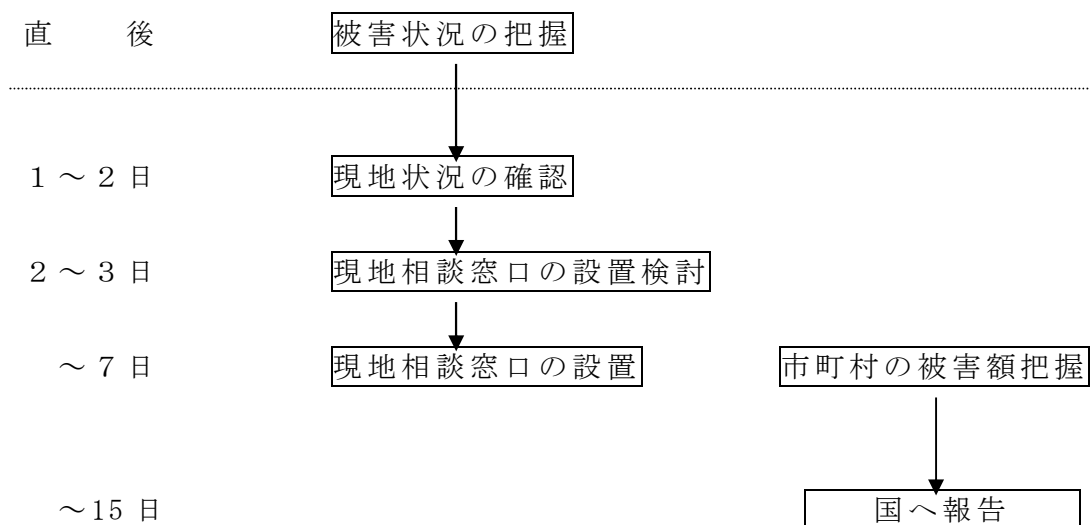 直　　後　被害状況の把握
１～２日　現地状況の確認
２～３日　現地相談窓口の設置検討
～７日　現地相談窓口の設置　市町村の被害額把握
～15 日　国へ報告